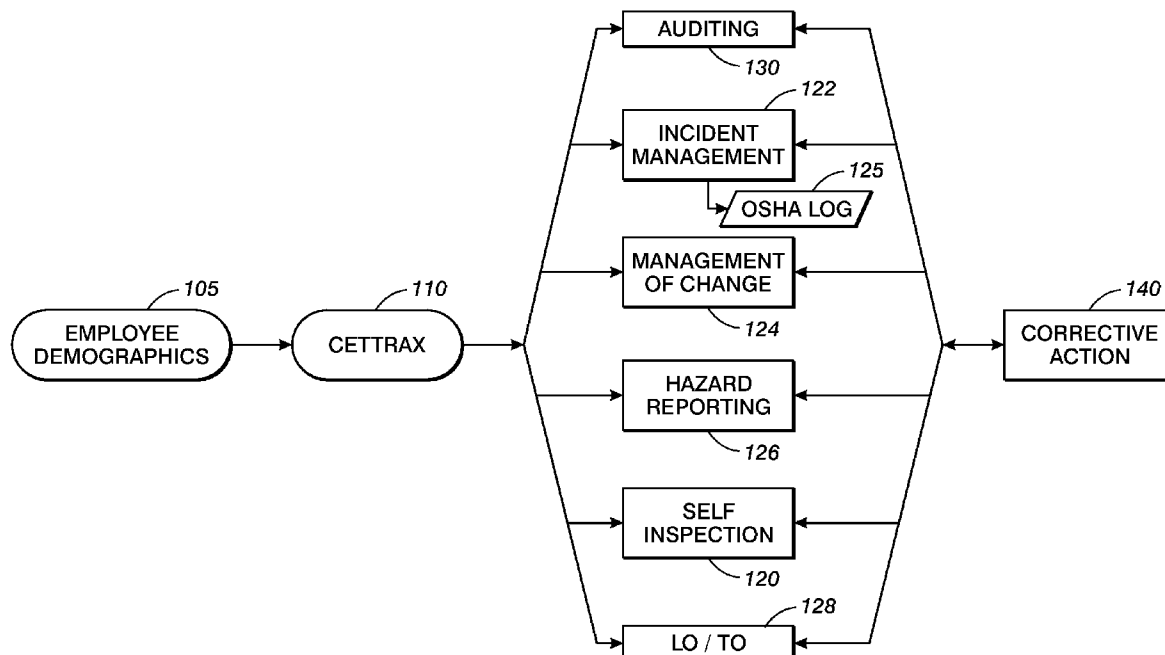 AUDITING
130
122
INCIDENT
MANAGEMENT
125
OSHA LOG
MANAGEMENT
OF CHANGE
124
105
EMPLOYEE
DEMOGRAPHICS
110
CETTRAX
140
CORRECTIVE
ACTION
HAZARD
REPORTING
126
SELF
INSPECTION
120
128
LO / TO